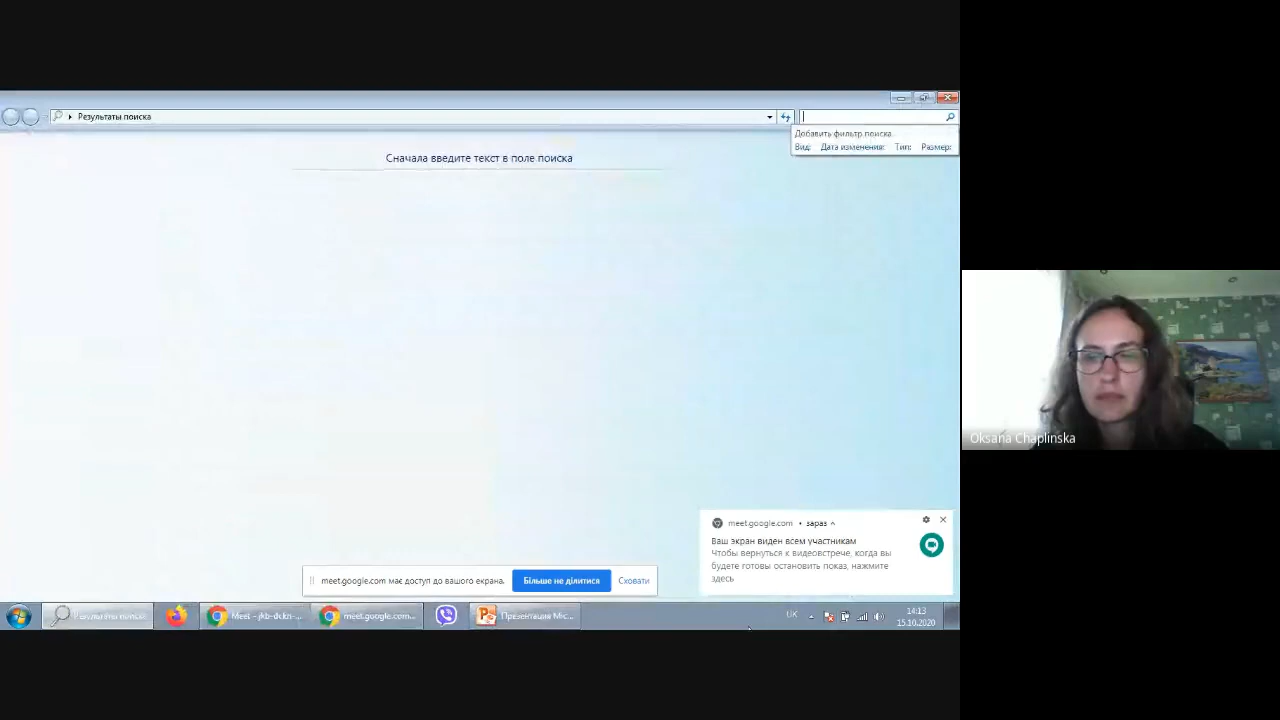 Результаты поиска
Добавить фильтр поиска
Вид: Дата изменения: Тип: Размер:
Сначала введите текст в поле поиска
Oksana Chaplinska
meet.google.com • зараз
Ваш экран виден всем участникам
Чтобы вернуться к видеовстрече, когда вы
будете готовы остановить показ, нажмите
здесь
meet.google.com має доступ до вашого екрана.
Більше не ділитися
Сховати
Результаты поиска
Meet - jkb-dckn-...
meet.google.com...
Презентация Mic...
UK
14:13
15.10.2020